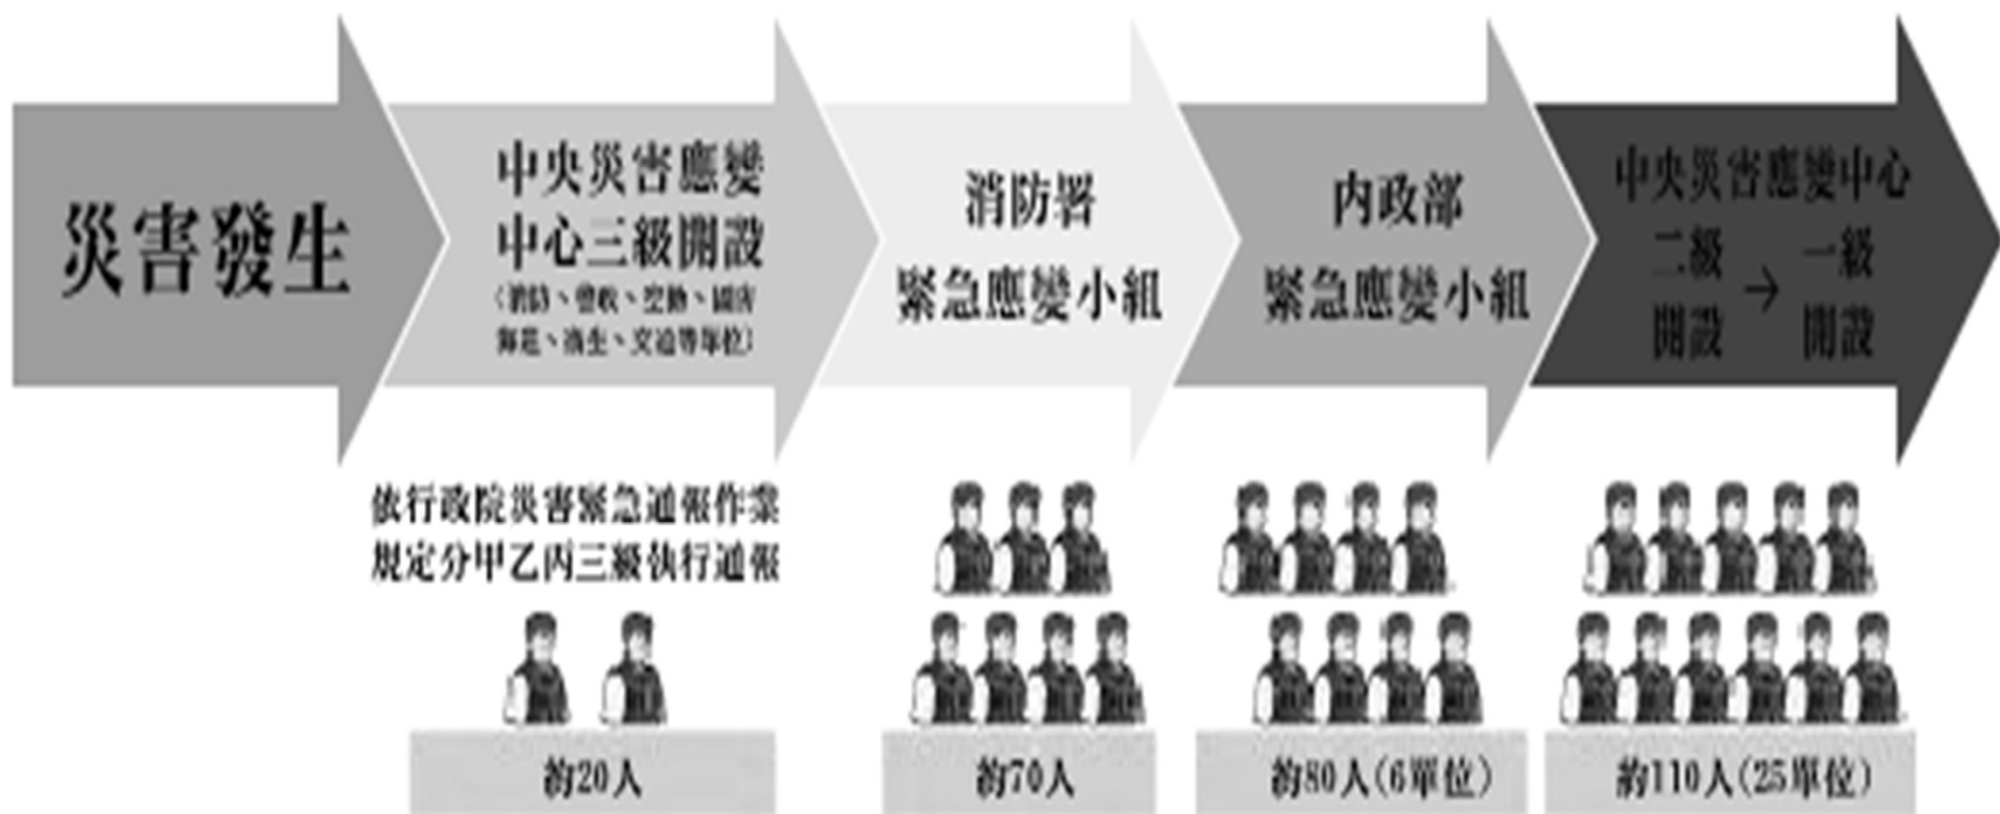 災害發生
中央災害應變
中心三級開設
(消防、警政、空勤、國防
海巡、衛生、交通等單位)
消防署
緊急應變小組
內政部
緊急應變小組
中央災害應變中心
二級 → 一級
開設 開設
依行政院災害緊急通報作業
規定分甲乙丙三級執行通報
約20人
約70人
約80人(6單位)
約110人(25單位)